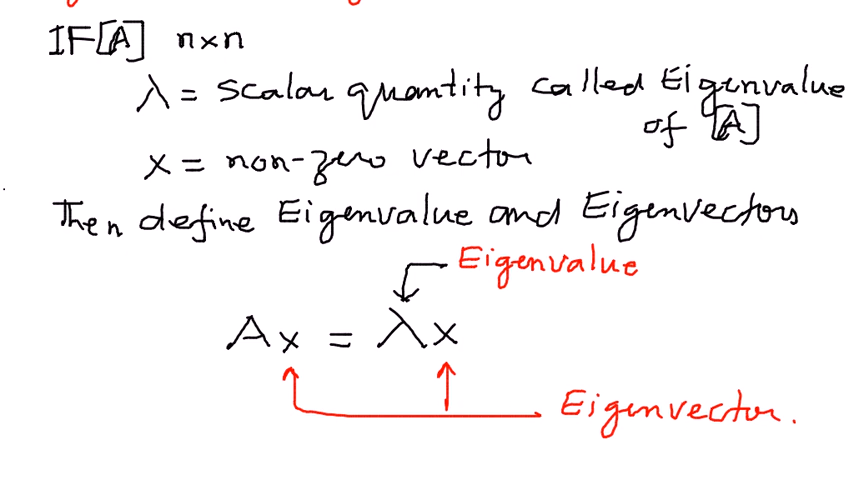 IF[A] n×n
λ = scalar quantity called Eigenvalue
of [A]
x = non-zero vector
Then define Eigenvalue and Eigenvectors
Eigenvalue
Ax = λx
Eigenvector.